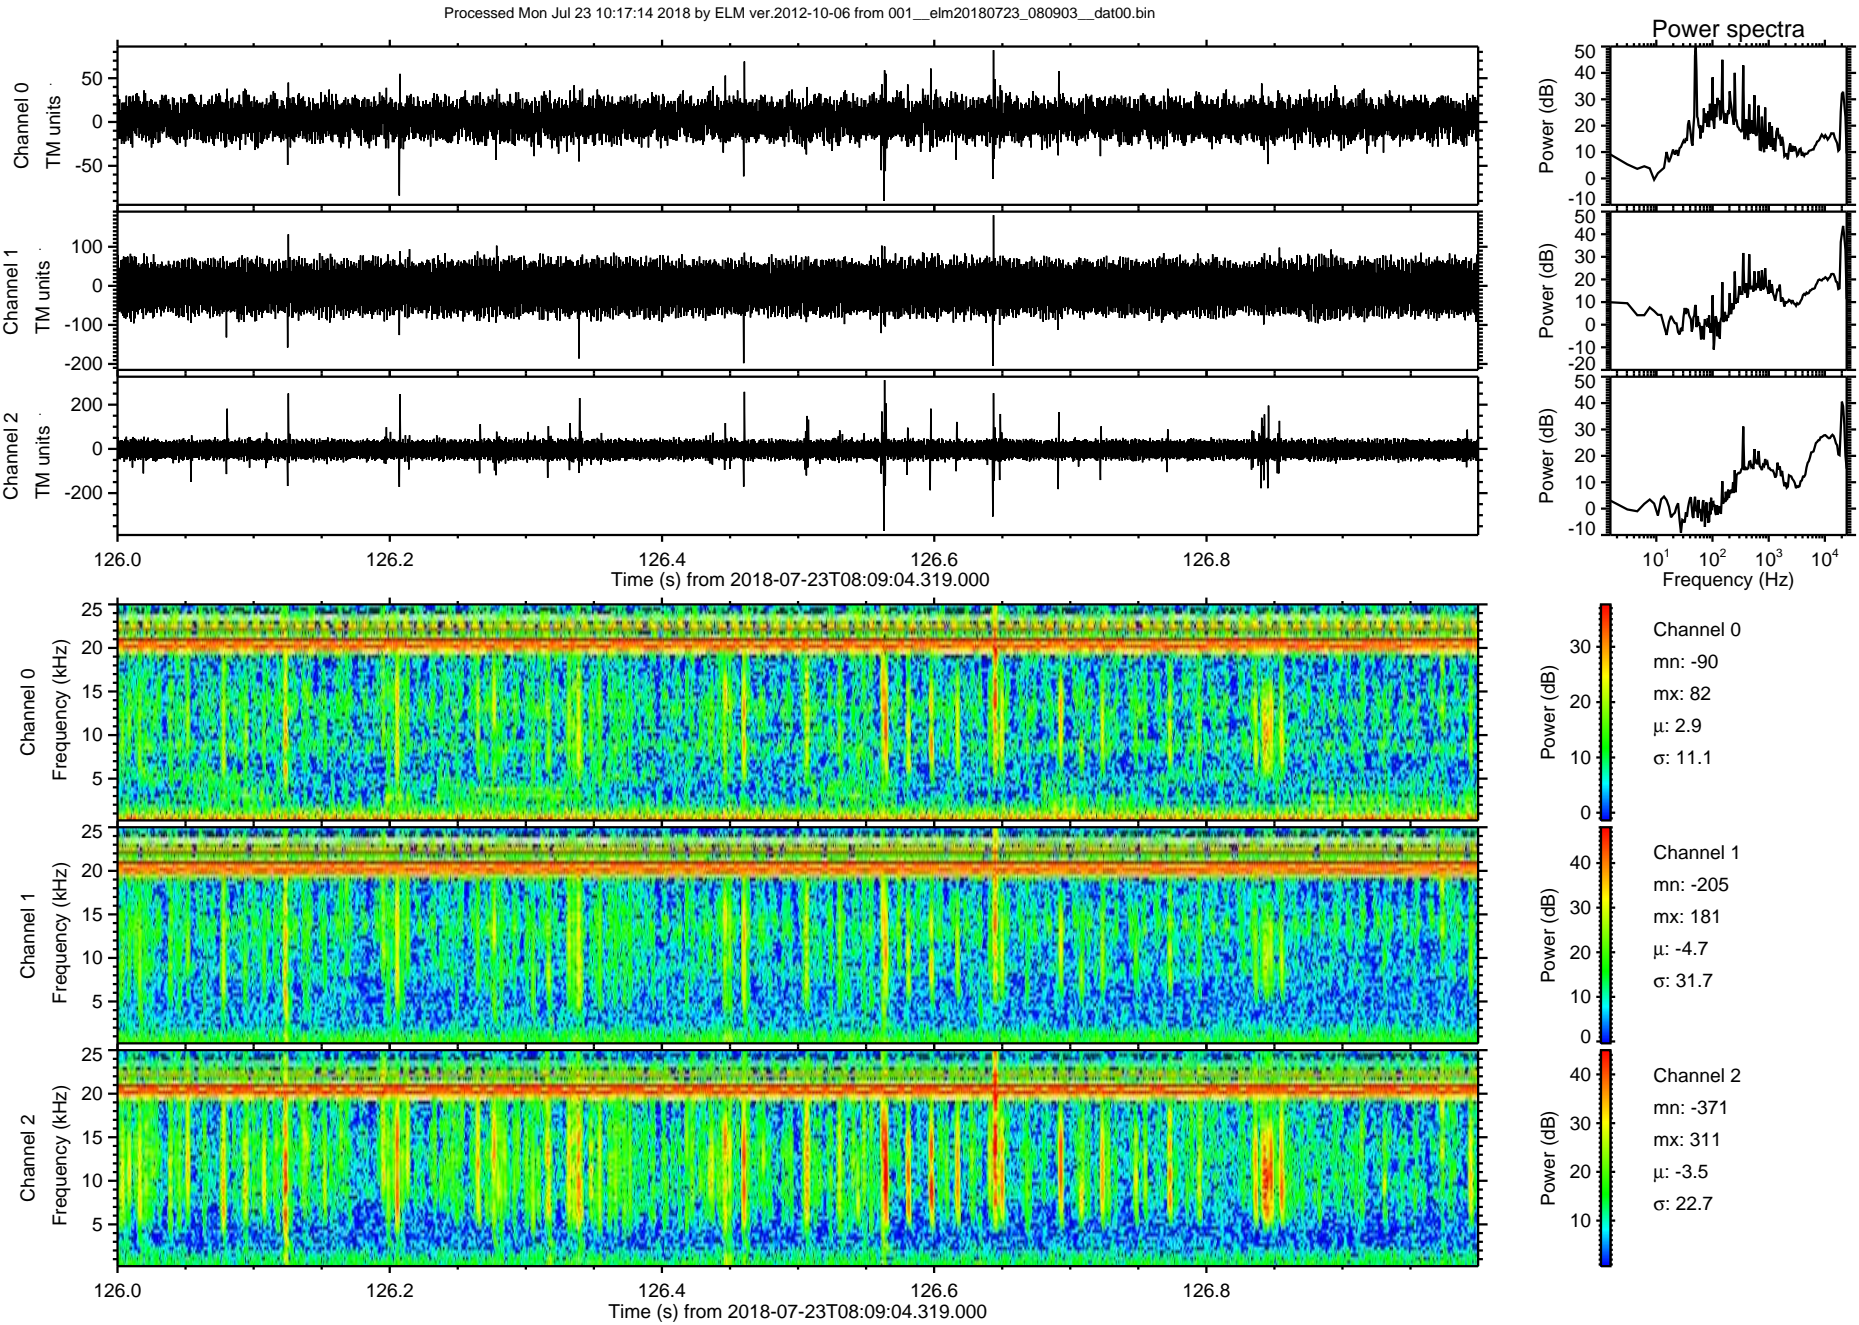 Processed Mon Jul 23 10:17:14 2018 by ELM ver.2012-10-06 from 001__elm20180723_080903__dat00.bin
Power spectra
Channel 0
TM units
50
0
-50
Power (dB)
50
40
30
20
10
0
-10
Channel 1
TM units
100
0
-100
-200
Power (dB)
50
40
30
20
10
0
-10
-20
Channel 2
TM units
200
0
-200
Power (dB)
50
40
30
20
10
0
-10
126.0 126.2 126.4 126.6 126.8
Time (s) from 2018-07-23T08:09:04.319.000
10^1 10^2 10^3 10^4
Frequency (Hz)
Channel 0
Frequency (kHz)
25
20
15
10
5
Power (dB)
30
20
10
0
Channel 0
mn: -90
mx: 82
µ: 2.9
σ: 11.1
Channel 1
Frequency (kHz)
25
20
15
10
5
Power (dB)
40
30
20
10
0
Channel 1
mn: -205
mx: 181
µ: -4.7
σ: 31.7
Channel 2
Frequency (kHz)
25
20
15
10
5
Power (dB)
40
30
20
10
Channel 2
mn: -371
mx: 311
µ: -3.5
σ: 22.7
126.0 126.2 126.4 126.6 126.8
Time (s) from 2018-07-23T08:09:04.319.000